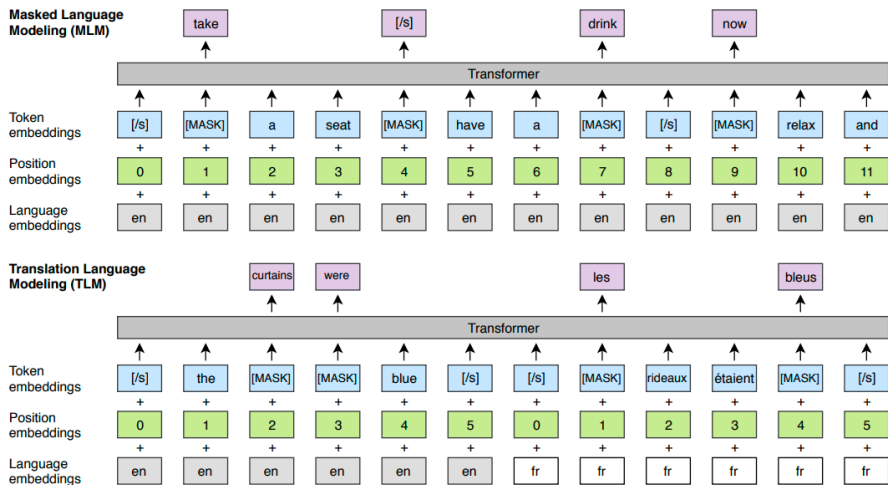 Masked Language Modeling (MLM)
take [/s] drink now
Transformer
Token embeddings
[/s] [MASK] a seat [MASK] have a [MASK] [/s] [MASK] relax and
+ + + + + + + + + + + +
Position embeddings
0 1 2 3 4 5 6 7 8 9 10 11
+ + + + + + + + + + + +
Language embeddings
en en en en en en en en en en en en
Translation Language Modeling (TLM)
curtains were les bleus
Transformer
Token embeddings
[/s] the [MASK] [MASK] blue [/s] [/s] [MASK] rideaux étaient [MASK] [/s]
+ + + + + + + + + + + +
Position embeddings
0 1 2 3 4 5 0 1 2 3 4 5
+ + + + + + + + + + + +
Language embeddings
en en en en en en fr fr fr fr fr fr